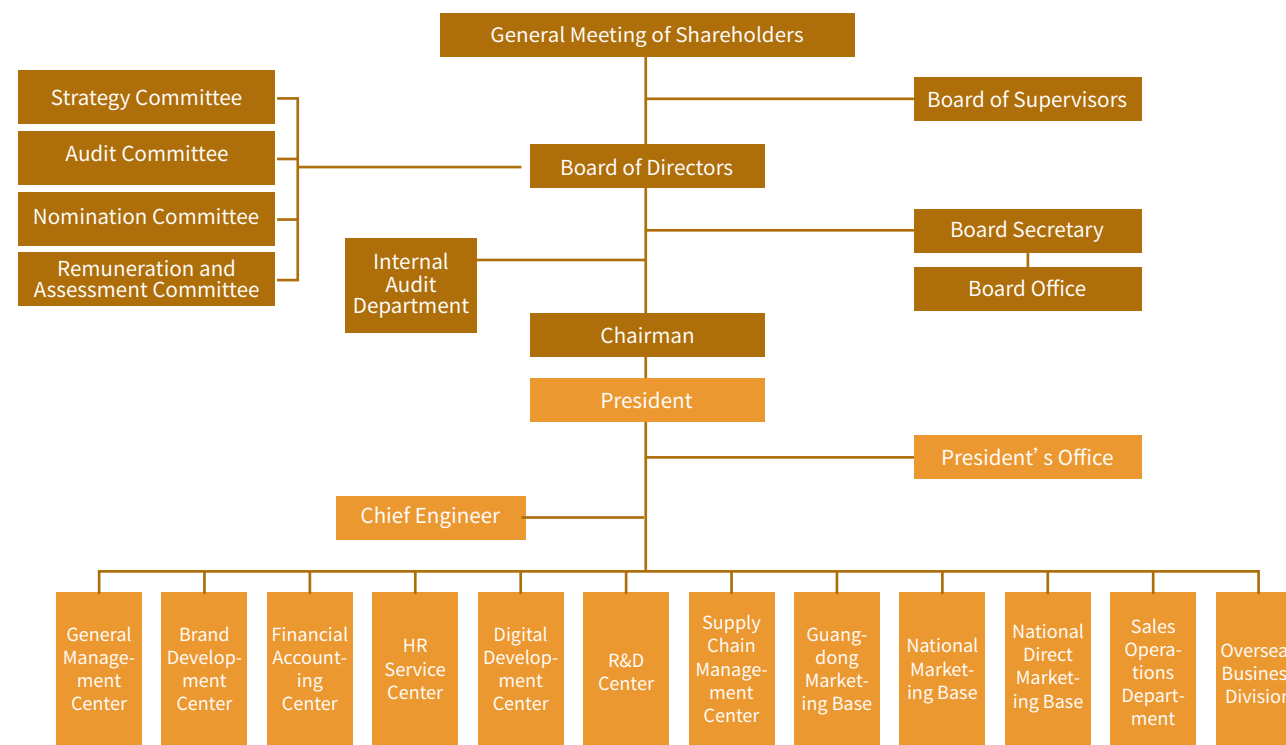 General Meeting of Shareholders
Strategy Committee
Board of Supervisors
Audit Committee
Board of Directors
Nomination Committee
Board Secretary
Internal
Audit
Department
Remuneration and
Assessment Committee
Board Office
Chairman
President
President’ s Office
Chief Engineer
General
Manage-
ment
Center
Brand
Develop-
ment
Center
Financial
Account-
ing
Center
HR
Service
Center
Digital
Develop-
ment
Center
R&D
Center
Supply
Chain
Manage-
ment
Center
Guang-
dong
Market-
ing Base
National
Market-
ing Base
National
Direct
Market-
ing Base
Sales
Opera-
tions
Depart-
ment
Overseas
Business
Division